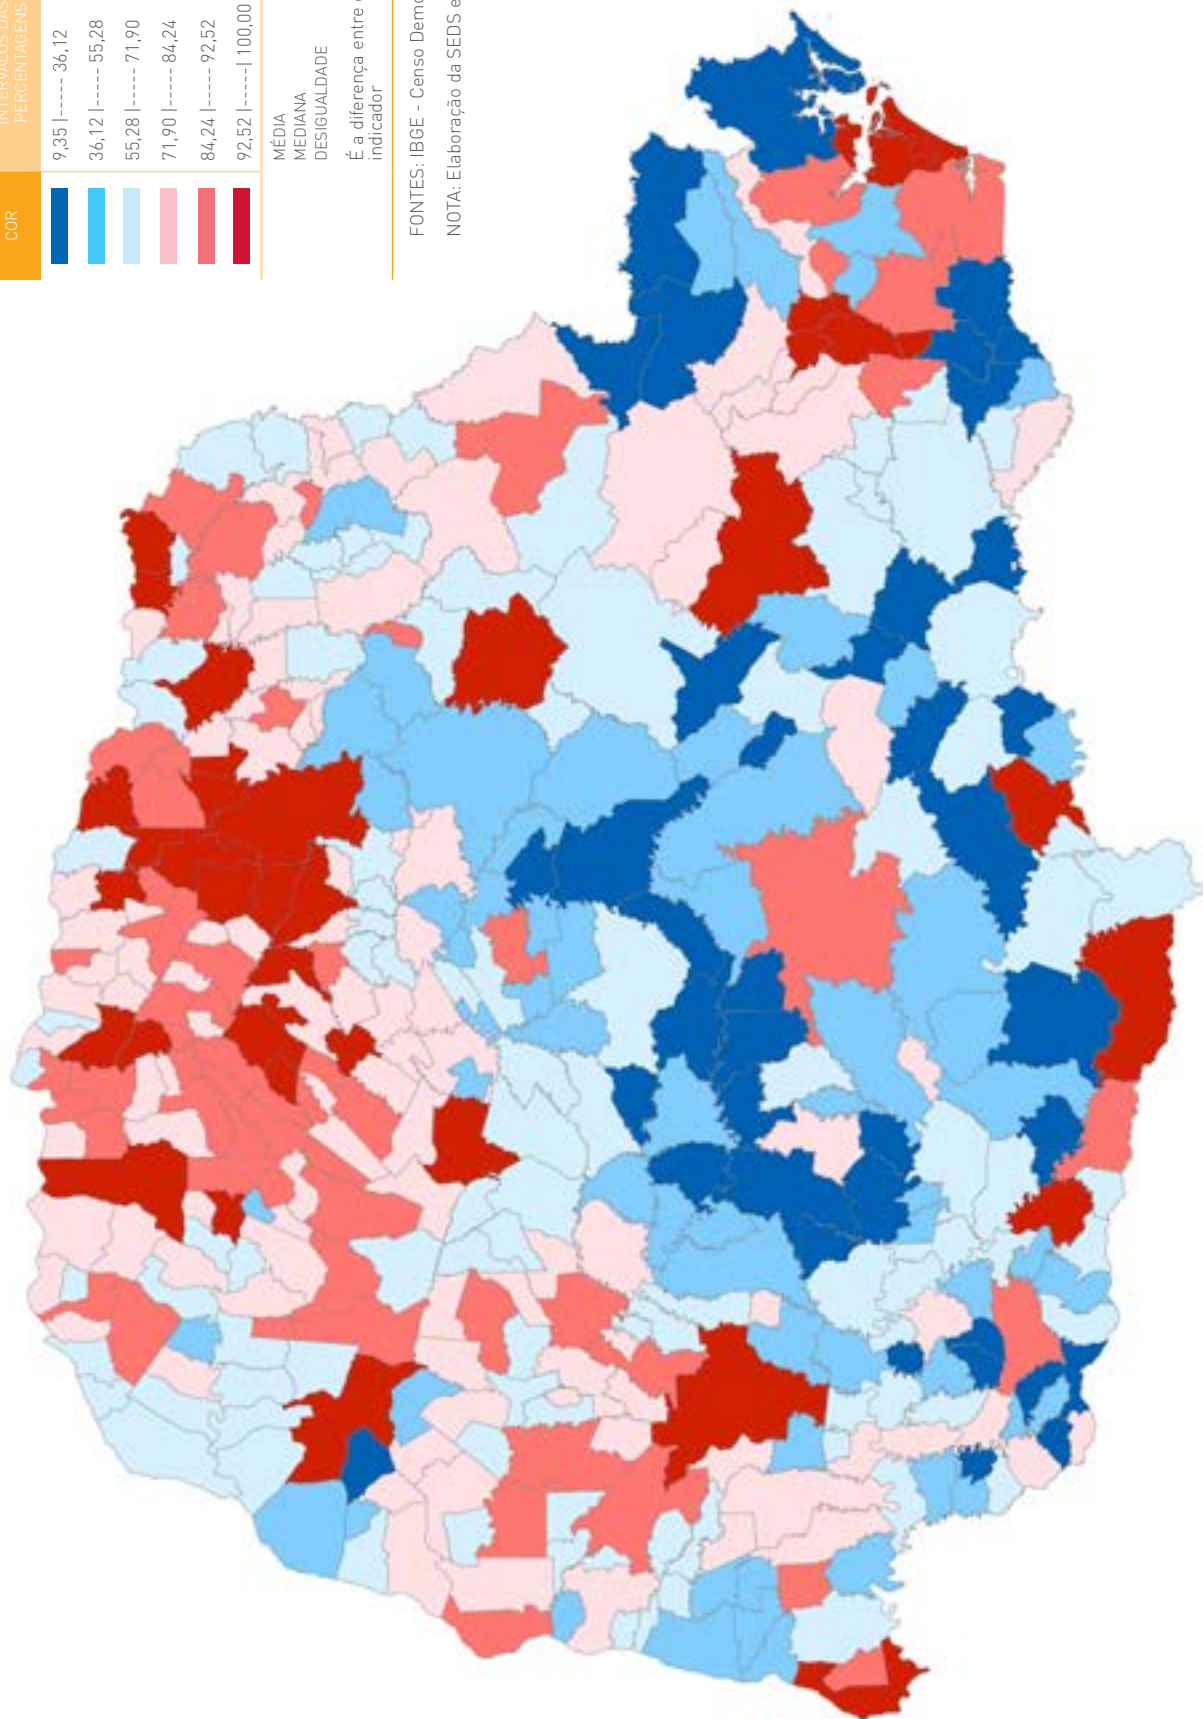 COR
INTERVALOS DAS
PERCENTAGENS
9,35 |----- 36,12
36,12 |----- 55,28
55,28 |----- 71,90
71,90 |----- 84,24
84,24 |----- 92,52
92,52 |-----| 100,00
MÉDIA
MEDIANA
DESIGUALDADE
É a diferença entre
indicador
FONTES: IBGE - Censo
NOTA: Elaboração da SEDS e